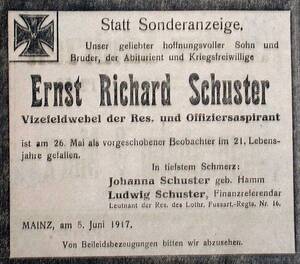 Statt Sonderanzeige.
Unser geliebter hoffnungsvoller Sohn und
Bruder, der Abiturient und Kriegsfreiwillige
Ernst Richard Schuster
Vizefeldwebel der Res. und Offiziersaspirant
ist am 26. Mai als vorgeschobener Beobachter im 21. Lebens-
jahre gefallen.
In tiefstem Schmerz:
Johanna Schuster geb. Hamm
Ludwig Schuster, Finanzreferendar
Leutnant der Res. des Lothr. Fussart.-Regts. Nr. 16.
MAINZ, am 5. Juni 1917.
Von Beileidsbezeugungen bitten wir abzusehen.